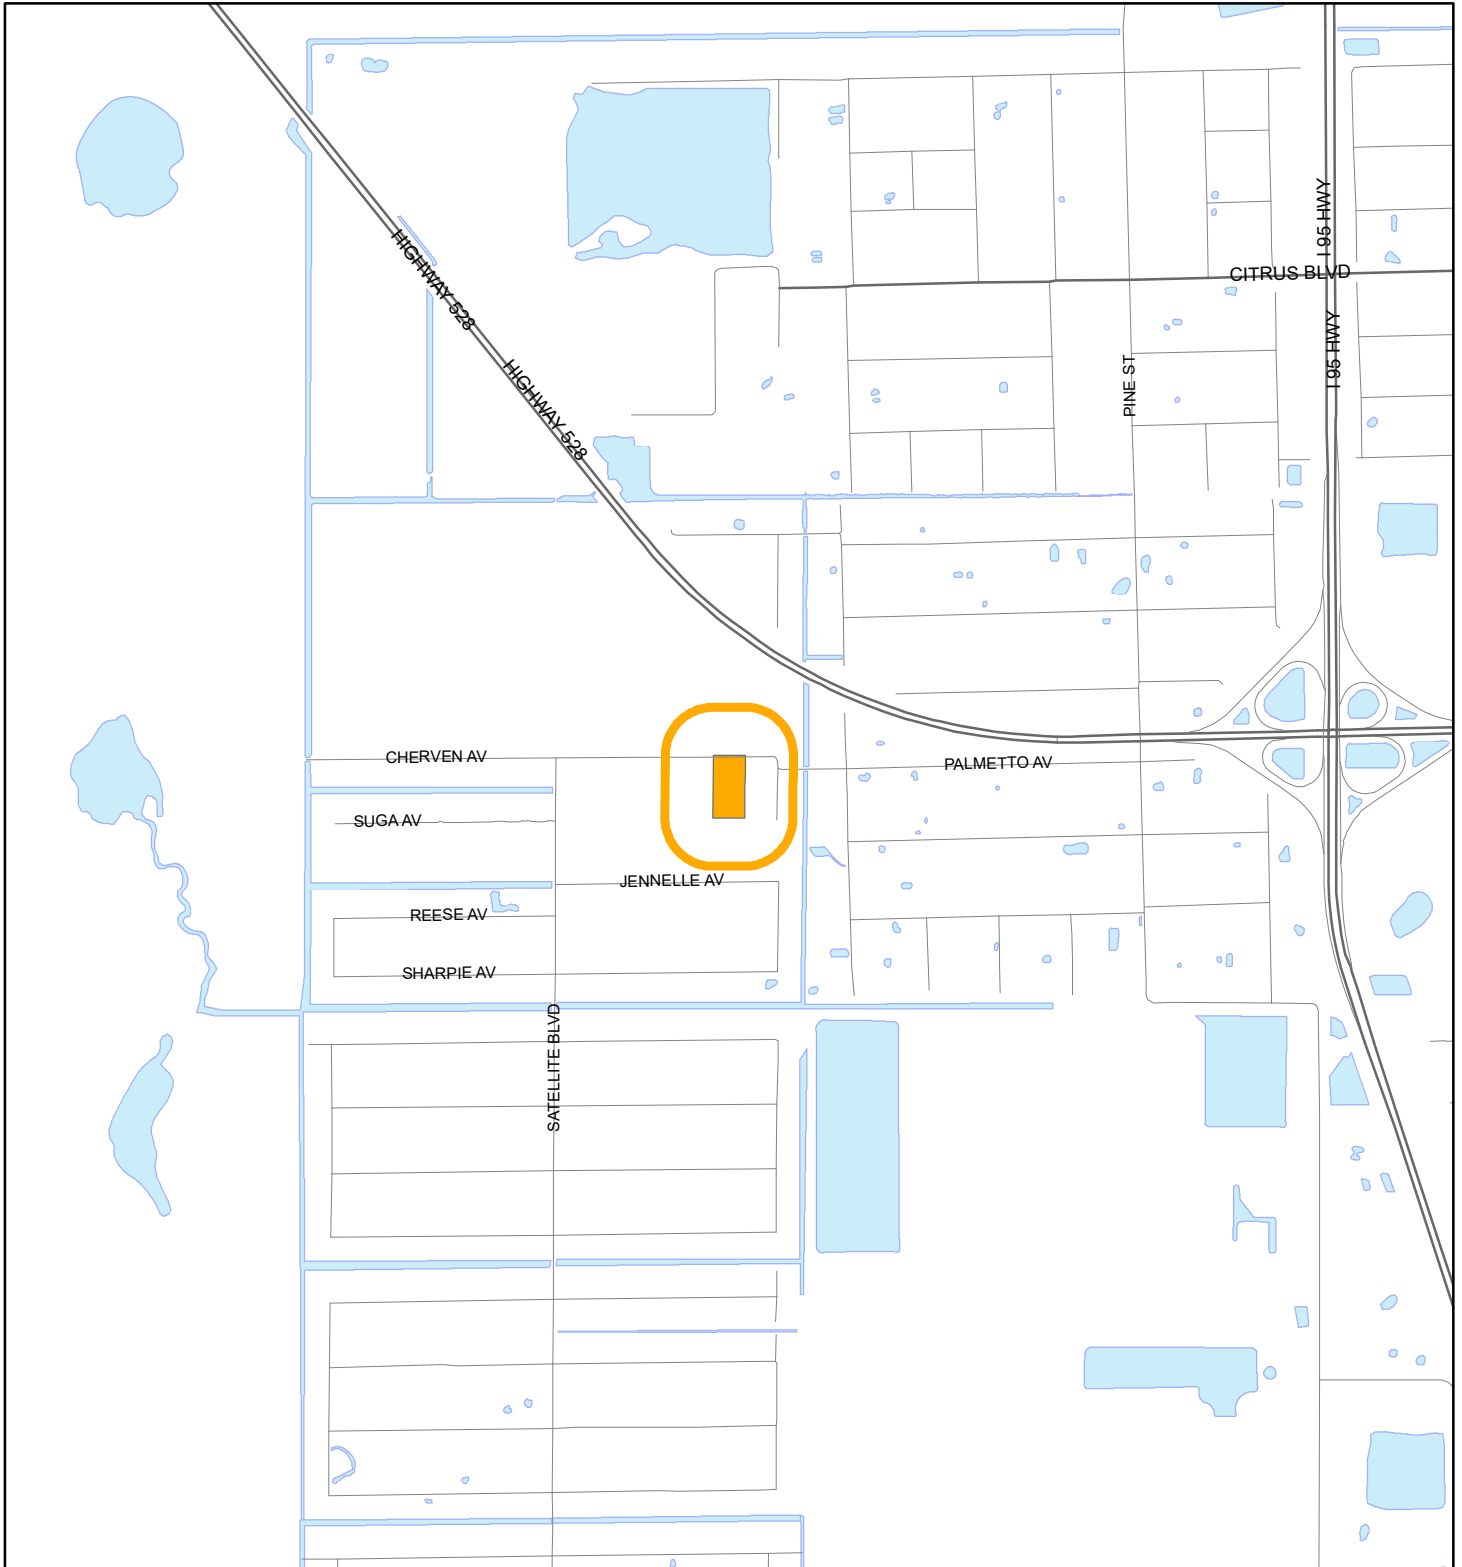 I 95 HWY
HIGHWAY 528
CITRUS BLVD
I 95 HWY
PINE ST
HIGHWAY 528
CHERVEN AV
PALMETTO AV
SUGA AV
JENNELLE AV
REESE AV
SHARPIE AV
SATELLITE BLVD